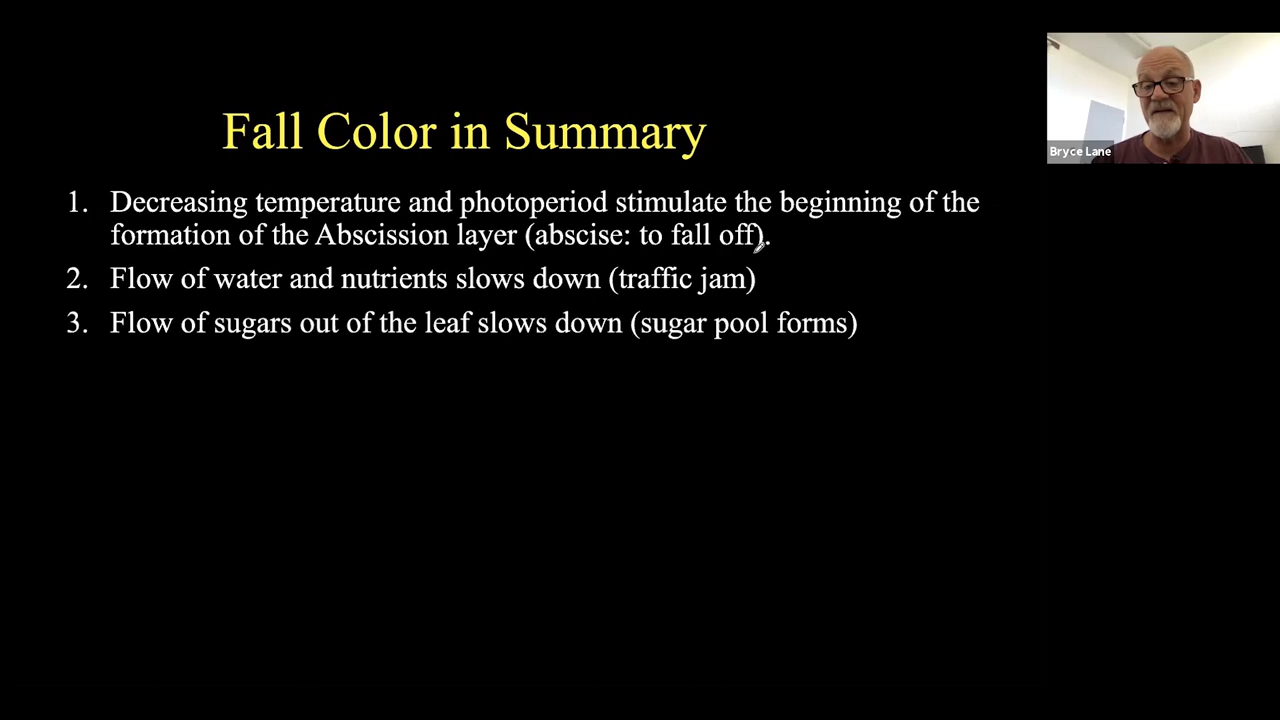 Fall Color in Summary
1. Decreasing temperature and photoperiod stimulate the beginning of the
formation of the Abscission layer (abscise: to fall off).
2. Flow of water and nutrients slows down (traffic jam)
3. Flow of sugars out of the leaf slows down (sugar pool forms)
Bryce Lane